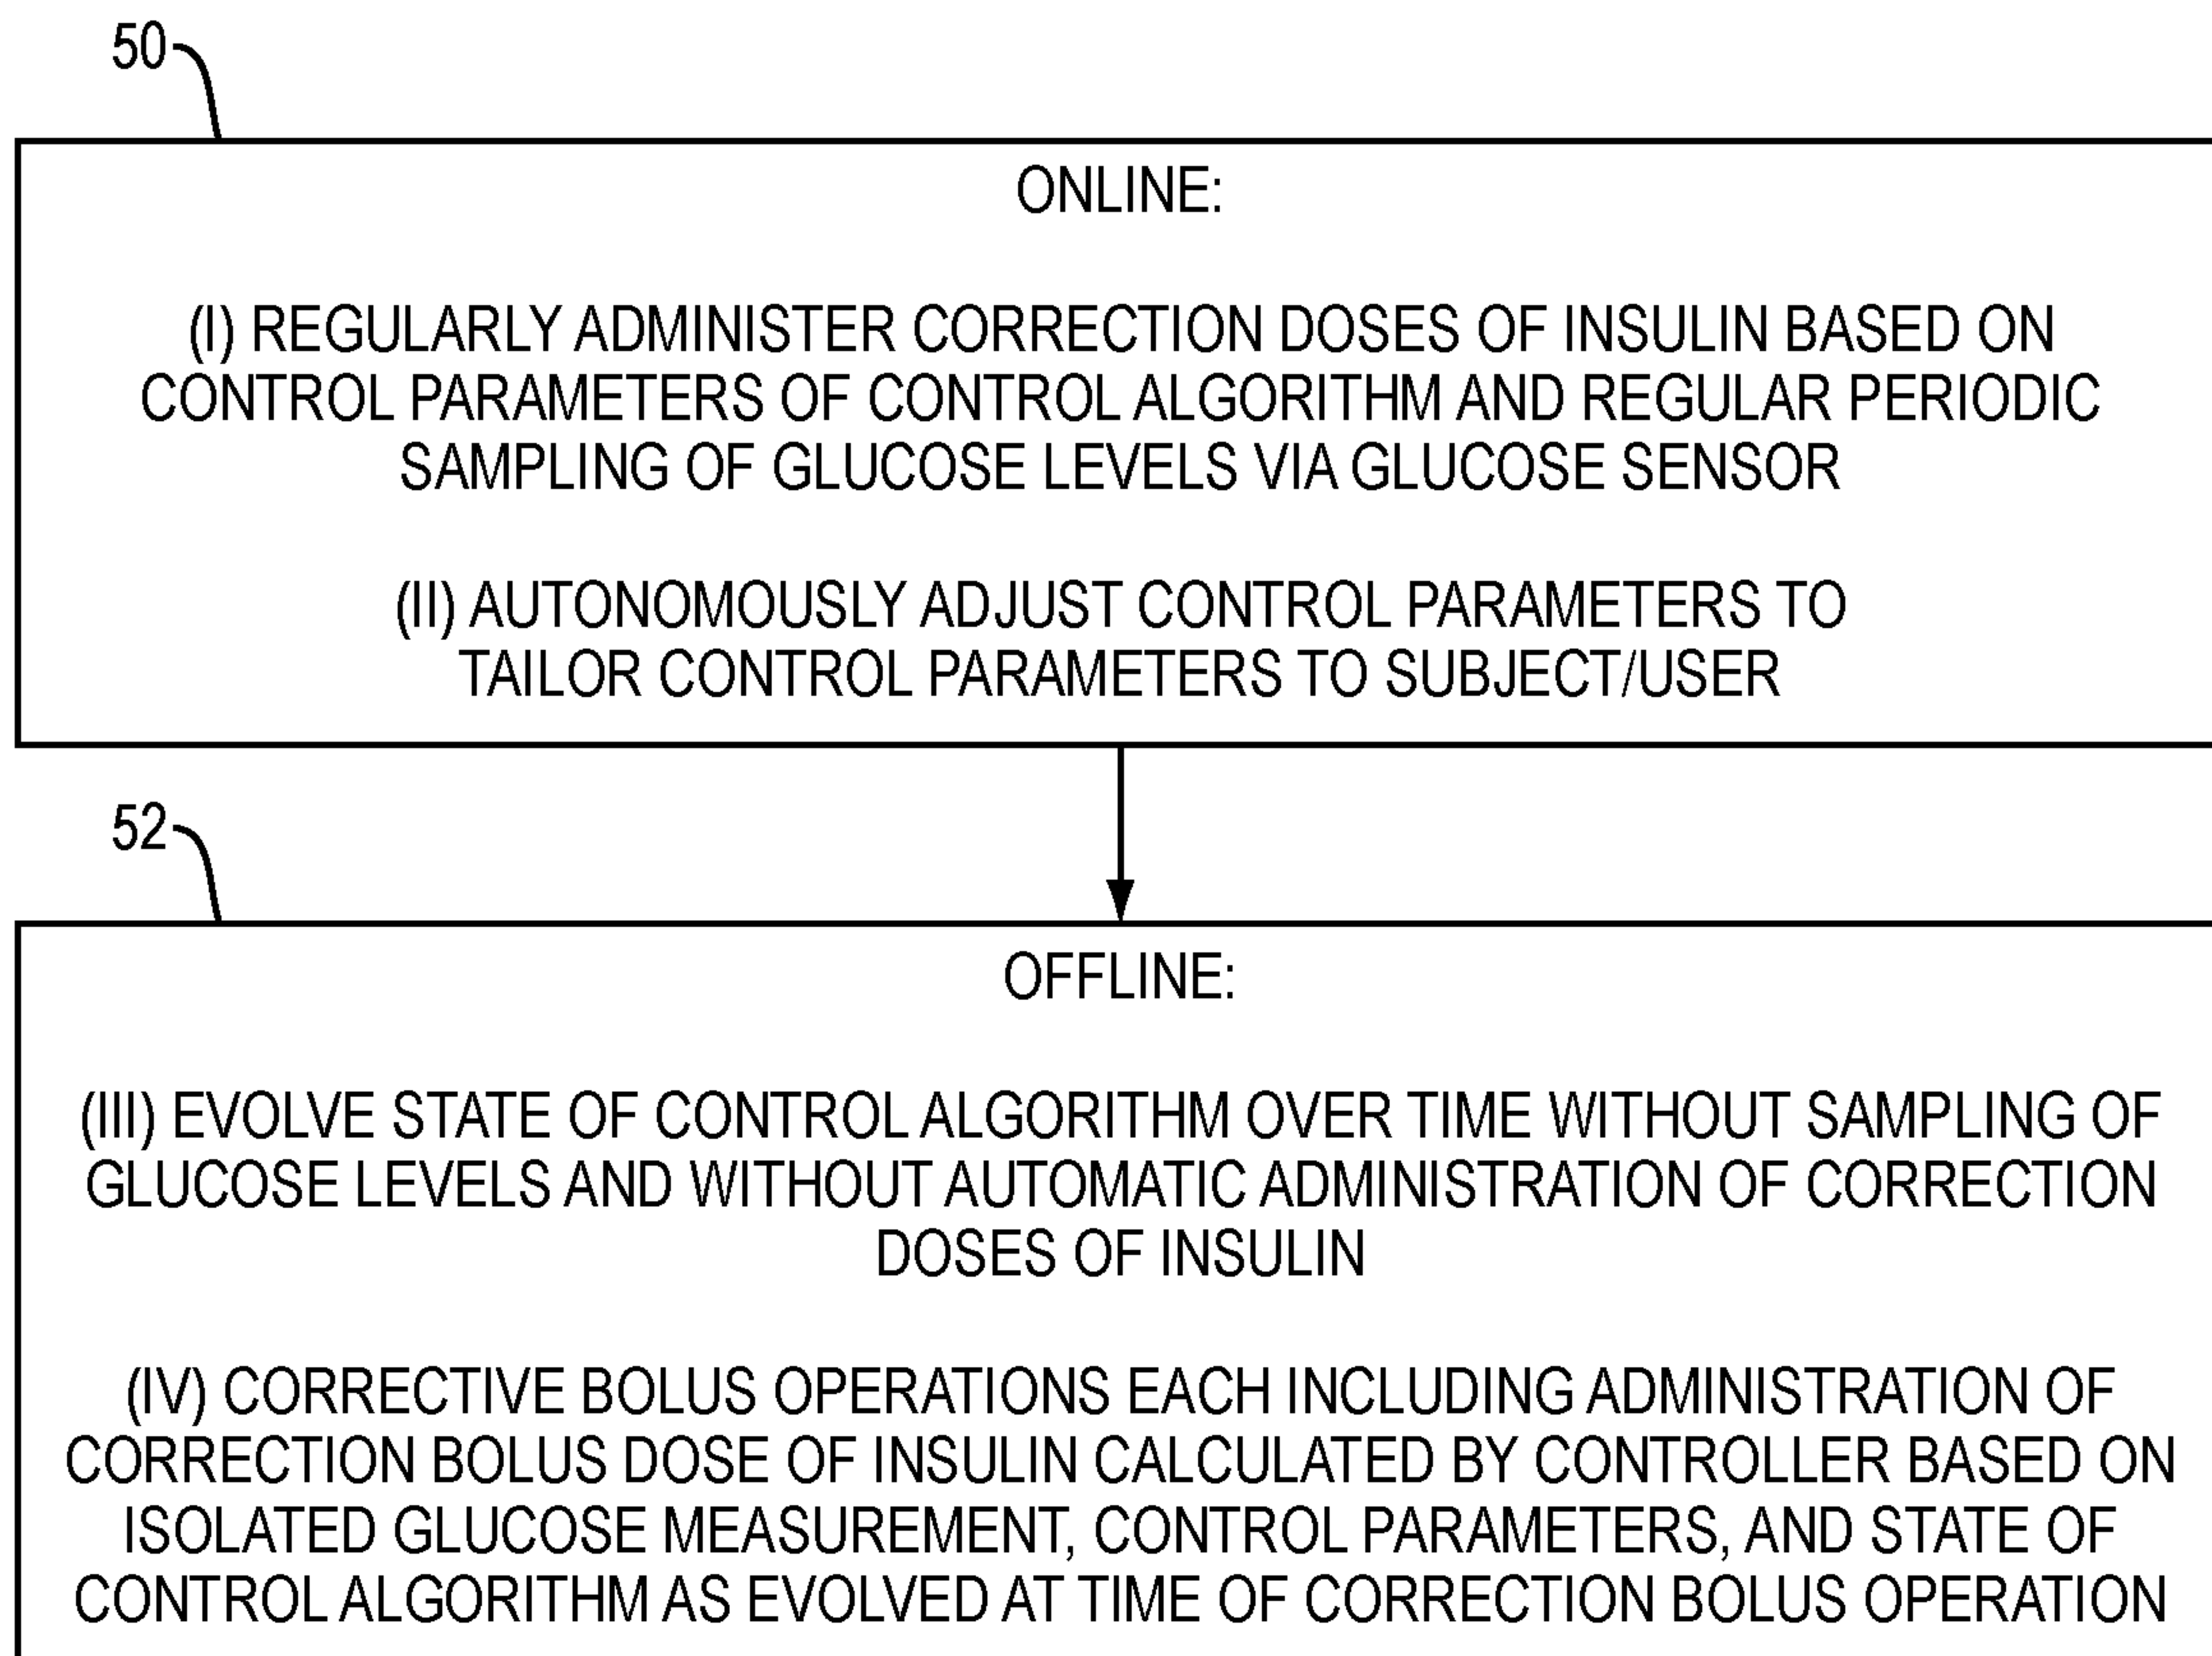 50
ONLINE:
(I) REGULARLY ADMINISTER CORRECTION DOSES OF INSULIN BASED ON
CONTROL PARAMETERS OF CONTROL ALGORITHM AND REGULAR PERIODIC
SAMPLING OF GLUCOSE LEVELS VIA GLUCOSE SENSOR
(II) AUTONOMOUSLY ADJUST CONTROL PARAMETERS TO
TAILOR CONTROL PARAMETERS TO SUBJECT/USER
52
OFFLINE:
(III) EVOLVE STATE OF CONTROL ALGORITHM OVER TIME WITHOUT SAMPLING OF
GLUCOSE LEVELS AND WITHOUT AUTOMATIC ADMINISTRATION OF CORRECTION
DOSES OF INSULIN
(IV) CORRECTIVE BOLUS OPERATIONS EACH INCLUDING ADMINISTRATION OF
CORRECTION BOLUS DOSE OF INSULIN CALCULATED BY CONTROLLER BASED ON
ISOLATED GLUCOSE MEASUREMENT, CONTROL PARAMETERS, AND STATE OF
CONTROL ALGORITHM AS EVOLVED AT TIME OF CORRECTION BOLUS OPERATION